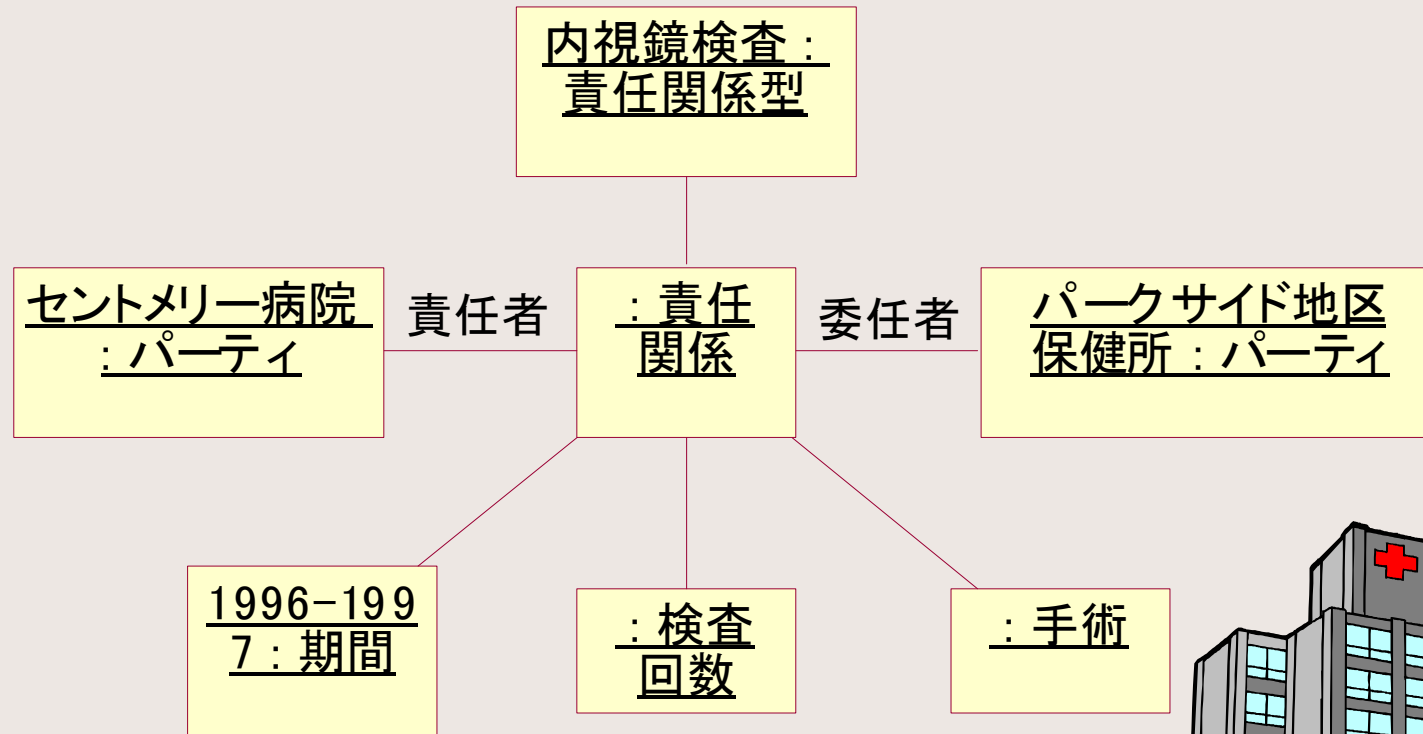 内視鏡検査：
責任関係型
セントメリー病院
：パーティ
責任者
：責任
関係
委任者
パークサイド地区
保健所：パーティ
1996-199
7：期間
：検査
回数
：手術